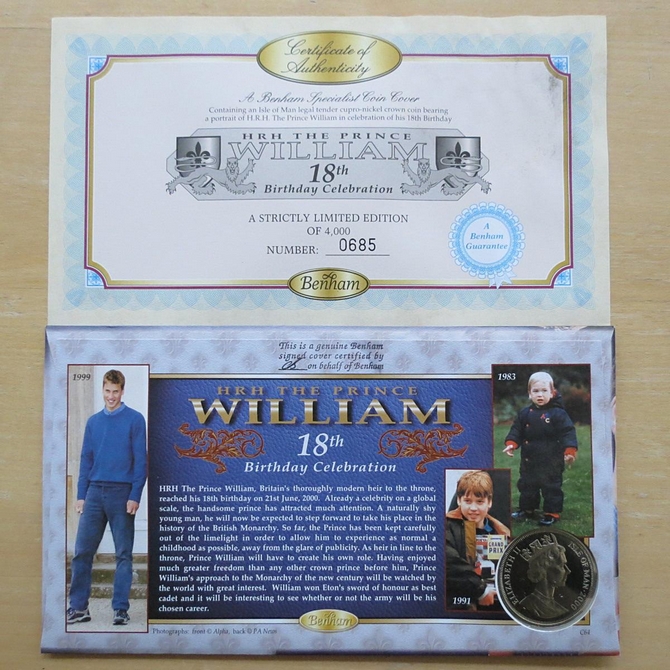 Certificate of
Authenticity
A Benham Specialist Coin Cover
Containing an Isle of Man legal tender cupro-nickel crown coin bearing
a portrait of H.R.H. The Prince William in celebration of his 18th Birthday
HRH THE PRINCE
WILLIAM
18th
Birthday Celebration
A STRICTLY LIMITED EDITION
OF 4,000
NUMBER: 0685
A
Benham
Guarantee
Benham
This is a genuine Benham
signed cover certified by
on behalf of Benham
1999
HRH THE PRINCE
WILLIAM
18th
Birthday Celebration
HRH The Prince William, Britain's thoroughly modern heir to the throne,
reached his 18th birthday on 21st June, 2000. Already a celebrity on a global
scale, the handsome prince has attracted much attention. A naturally shy
young man, he will now be expected to step forward to take his place in the
history of the British Monarchy. So far, the Prince has been kept carefully
out of the limelight in order to allow him to experience as normal a
childhood as possible, away from the glare of publicity. As heir in line to the
throne, Prince William will have to create his own role. Having enjoyed
much greater freedom than any other crown prince before him, Prince
William's approach to the Monarchy of the new century will be watched by
the world with great interest. William won Eton's sword of honour as best
cadet and it will be interesting to see whether or not the army will be his
chosen career.
1983
GRAND
PRIX
1991
ELIZABETH II
ISLE OF MAN 2000
Benham
Photographs: front © Alpha, back © PA News
C64